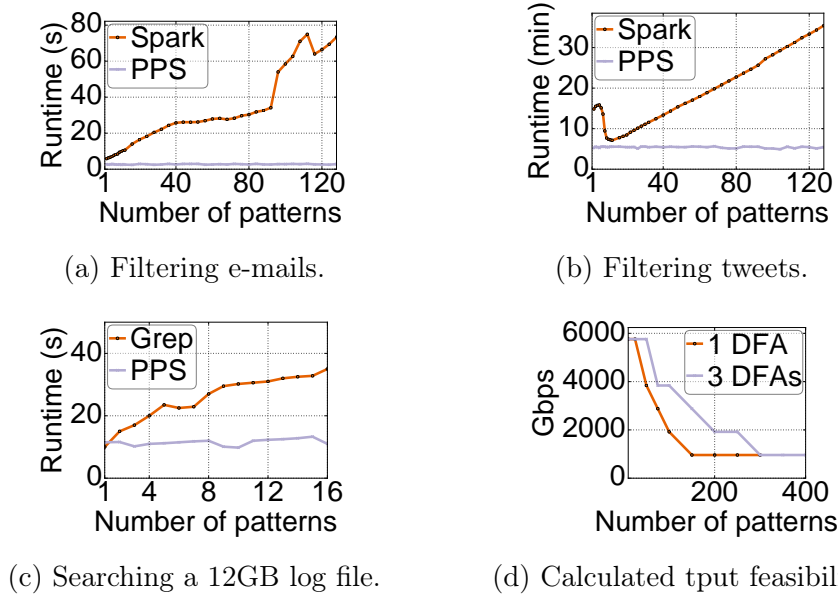 80
60
40
20
0
Runtime (s)
Spark
PPS
1
40
80
120
Number of patterns
(a) Filtering e-mails.
30
20
10
0
Runtime (min)
Spark
PPS
1
40
80
120
Number of patterns
(b) Filtering tweets.
40
20
0
Runtime (s)
Grep
PPS
1
4
8
12
16
Number of patterns
(c) Searching a 12GB log file.
6000
4000
2000
0
Gbps
1 DFA
3 DFAs
200
400
Number of patterns
(d) Calculated tput feasibil